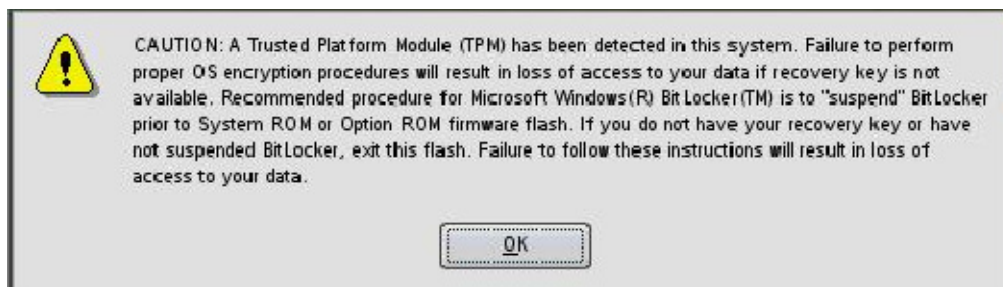 CAUTION: A Trusted Platform Module (TPM) has been detected in this system. Failure to perform
proper OS encryption procedures will result in loss of access to your data if recovery key is not
available. Recommended procedure for Microsoft Windows(R) BitLocker(TM) is to "suspend" BitLocker
prior to System ROM or Option ROM firmware flash. If you do not have your recovery key or have
not suspended BitLocker, exit this flash. Failure to follow these instructions will result in loss of
access to your data.
OK